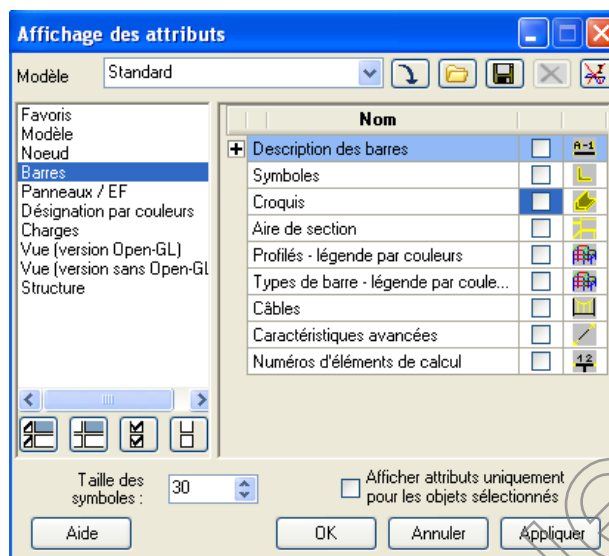 Affichage des attributs
Modèle Standard
Favoris
Modèle
Noeud
Barres
Panneaux / EF
Désignation par couleurs
Charges
Vue (version Open-GL)
Vue (version sans Open-GL
Structure
Nom
Description des barres
Symboles
Croquis
Aire de section
Profilés - légende par couleurs
Types de barre - légende par coule...
Câbles
Caractéristiques avancées
Numéros d'éléments de calcul
Taille des
symboles :
30
Afficher attributs uniquement
pour les objets sélectionnés
Aide OK Annuler Appliquer